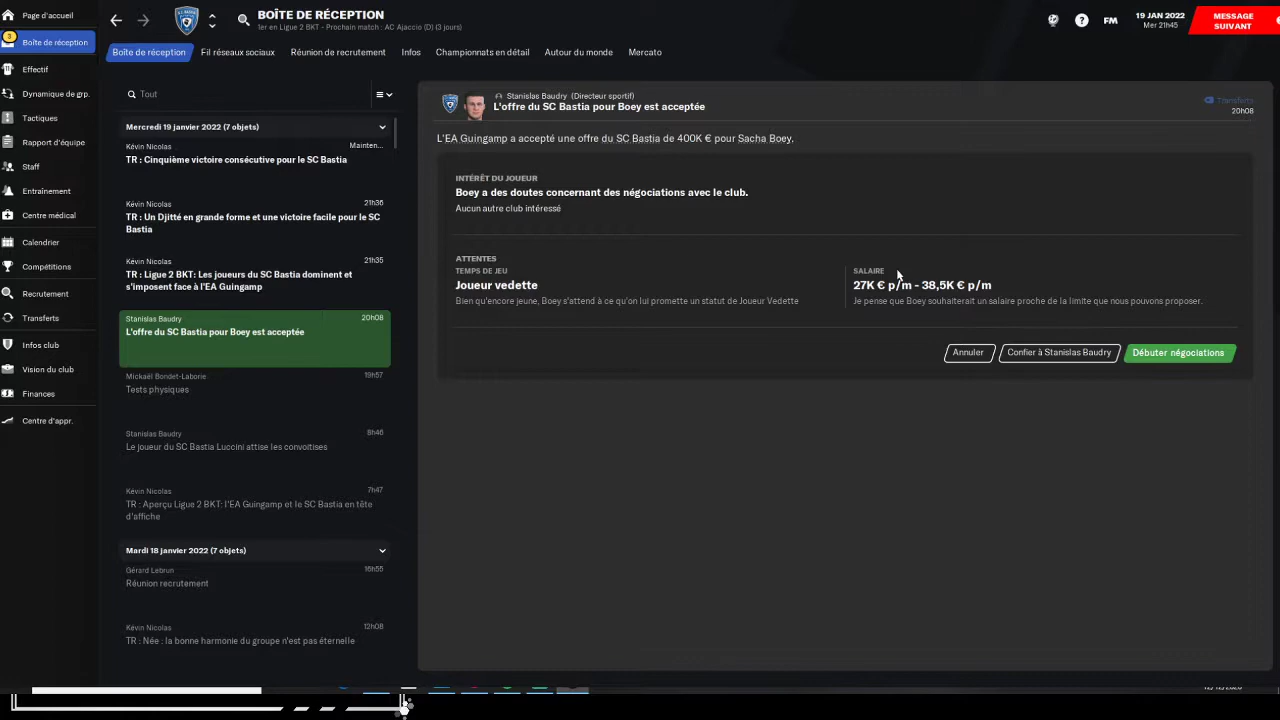 Page d'accueil
3
Boîte de réception
Effectif
Dynamique de grp.
Tactiques
Rapport d'équipe
Staff
Entraînement
Centre médical
Calendrier
Compétitions
Recrutement
Transferts
Infos club
Vision du club
Finances
Centre d'appr.
BOÎTE DE RÉCEPTION
1er en Ligue 2 BKT - Prochain match: AC Ajaccio (D) (3 jours)
FM
19 JAN 2022
Mer 21h45
MESSAGE
SUIVANT
Boîte de réception
Fil réseaux sociaux
Réunion de recrutement
Infos
Championnats en détail
Autour du monde
Mercato
Tout
Mercredi 19 janvier 2022 (7 objets)
Kévin Nicolas
Mainten...
TR : Cinquième victoire consécutive pour le SC Bastia
Kévin Nicolas
21h36
TR : Un Djitté en grande forme et une victoire facile pour le SC
Bastia
Kévin Nicolas
21h35
TR : Ligue 2 BKT: Les joueurs du SC Bastia dominent et
s'imposent face à l'EA Guingamp
Stanislas Baudry
20h08
L'offre du SC Bastia pour Boey est acceptée
Mickaël Bondet-Laborie
19h57
Tests physiques
Stanislas Baudry
8h46
Le joueur du SC Bastia Luccini attise les convoitises
Kévin Nicolas
7h47
TR : Aperçu Ligue 2 BKT: l'EA Guingamp et le SC Bastia en tête
d'affiche
Mardi 18 janvier 2022 (7 objets)
Gérard Lebrun
16h55
Réunion recrutement
Kévin Nicolas
12h08
TR : Née : la bonne harmonie du groupe n'est pas éternelle
Stanislas Baudry (Directeur sportif)
L'offre du SC Bastia pour Boey est acceptée
Transferts
20h08
L'EA Guingamp a accepté une offre du SC Bastia de 400K € pour Sacha Boey.
INTÉRÊT DU JOUEUR
Boey a des doutes concernant des négociations avec le club.
Aucun autre club intéressé
ATTENTES
TEMPS DE JEU
Joueur vedette
Bien qu'encore jeune, Boey s'attend à ce qu'on lui promette un statut de Joueur Vedette
SALAIRE
27K € p/m - 38,5K € p/m
Je pense que Boey souhaiterait un salaire proche de la limite que nous pouvons proposer.
Annuler
Confier à Stanislas Baudry
Débuter négociations